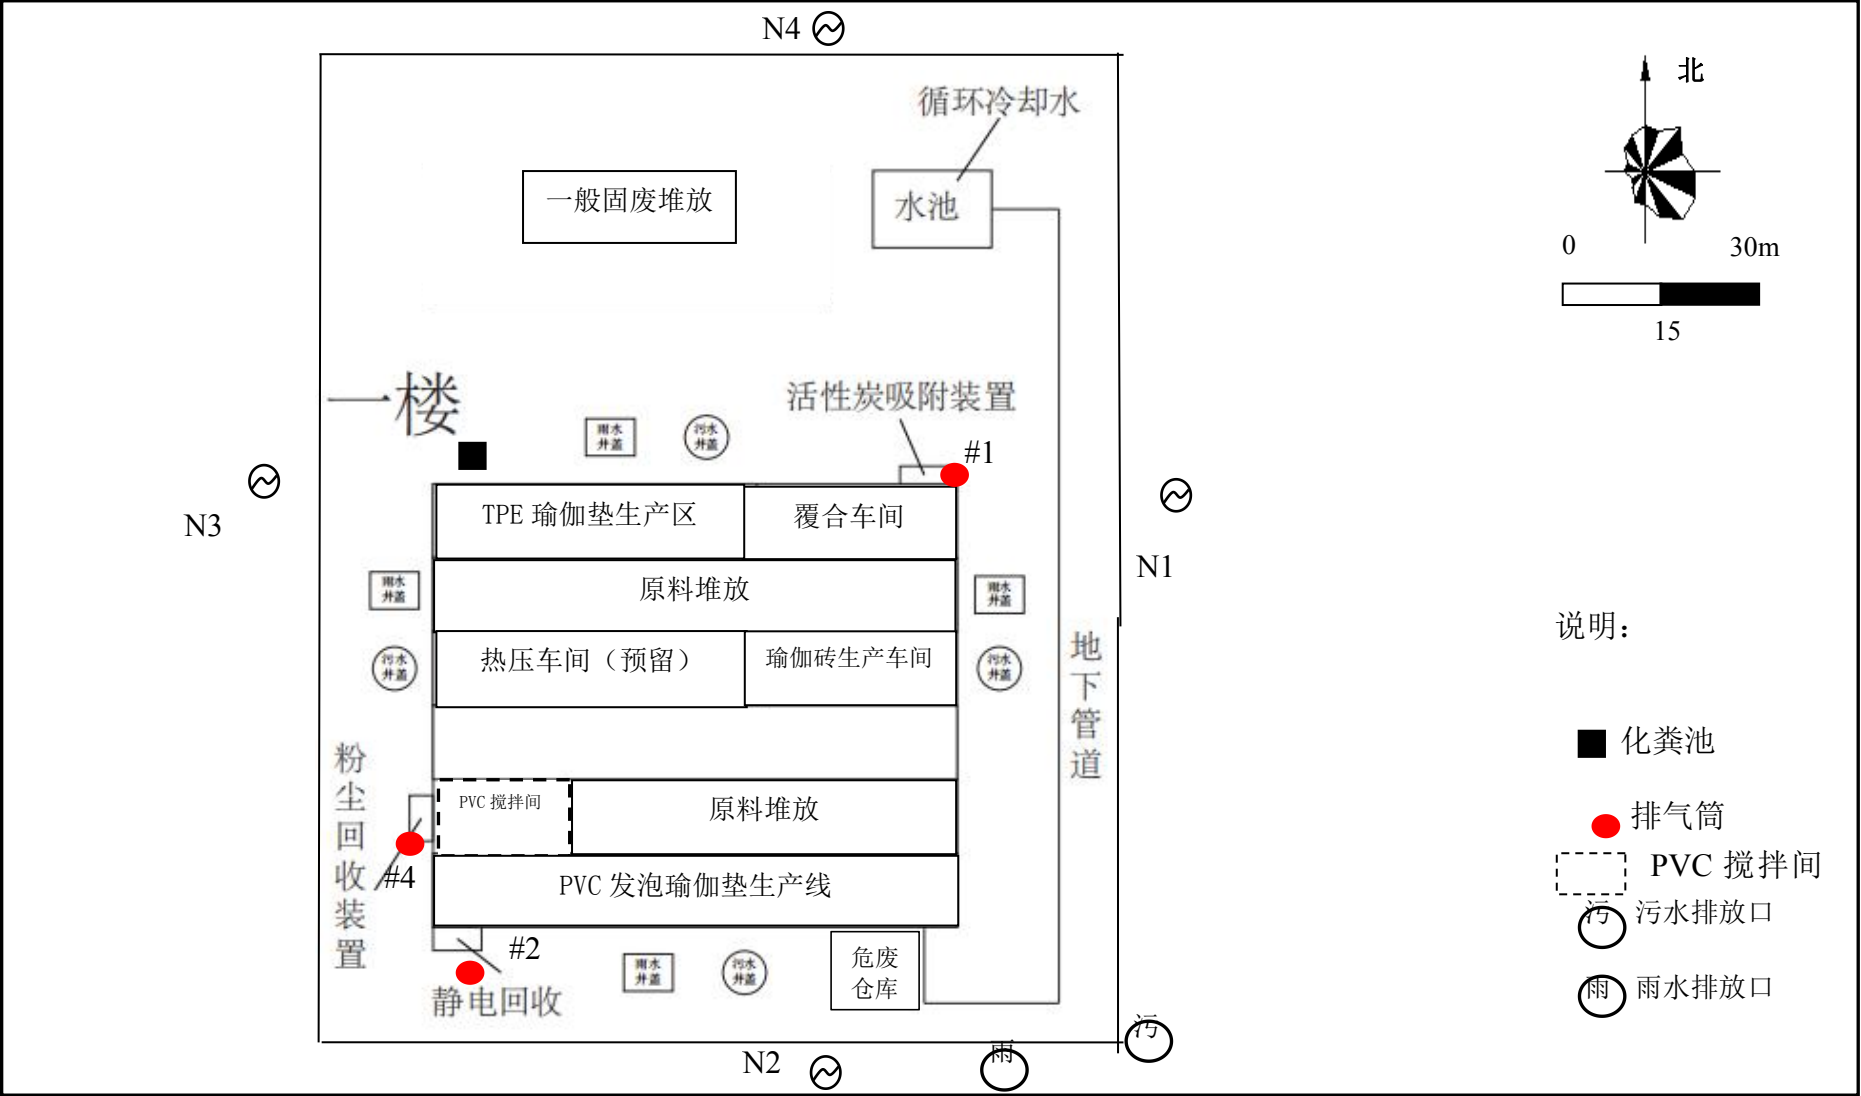 N4
北
循环冷却水
一般固废堆放
水池
0
30m
15
一楼
活性炭吸附装置
雨水
井盖
污水
井盖
#1
N3
TPE 瑜伽垫生产区
覆合车间
N1
雨水
井盖
原料堆放
雨水
井盖
说明：
污水
井盖
热压车间（预留）
瑜伽砖生产车间
污水
井盖
地下管道
化粪池
粉尘回收装置
PVC 搅拌间
原料堆放
排气筒
#4
PVC 发泡瑜伽垫生产线
PVC 搅拌间
污 污水排放口
#2
雨水
井盖
污水
井盖
危废
仓库
静电回收
雨 雨水排放口
污
雨
N2